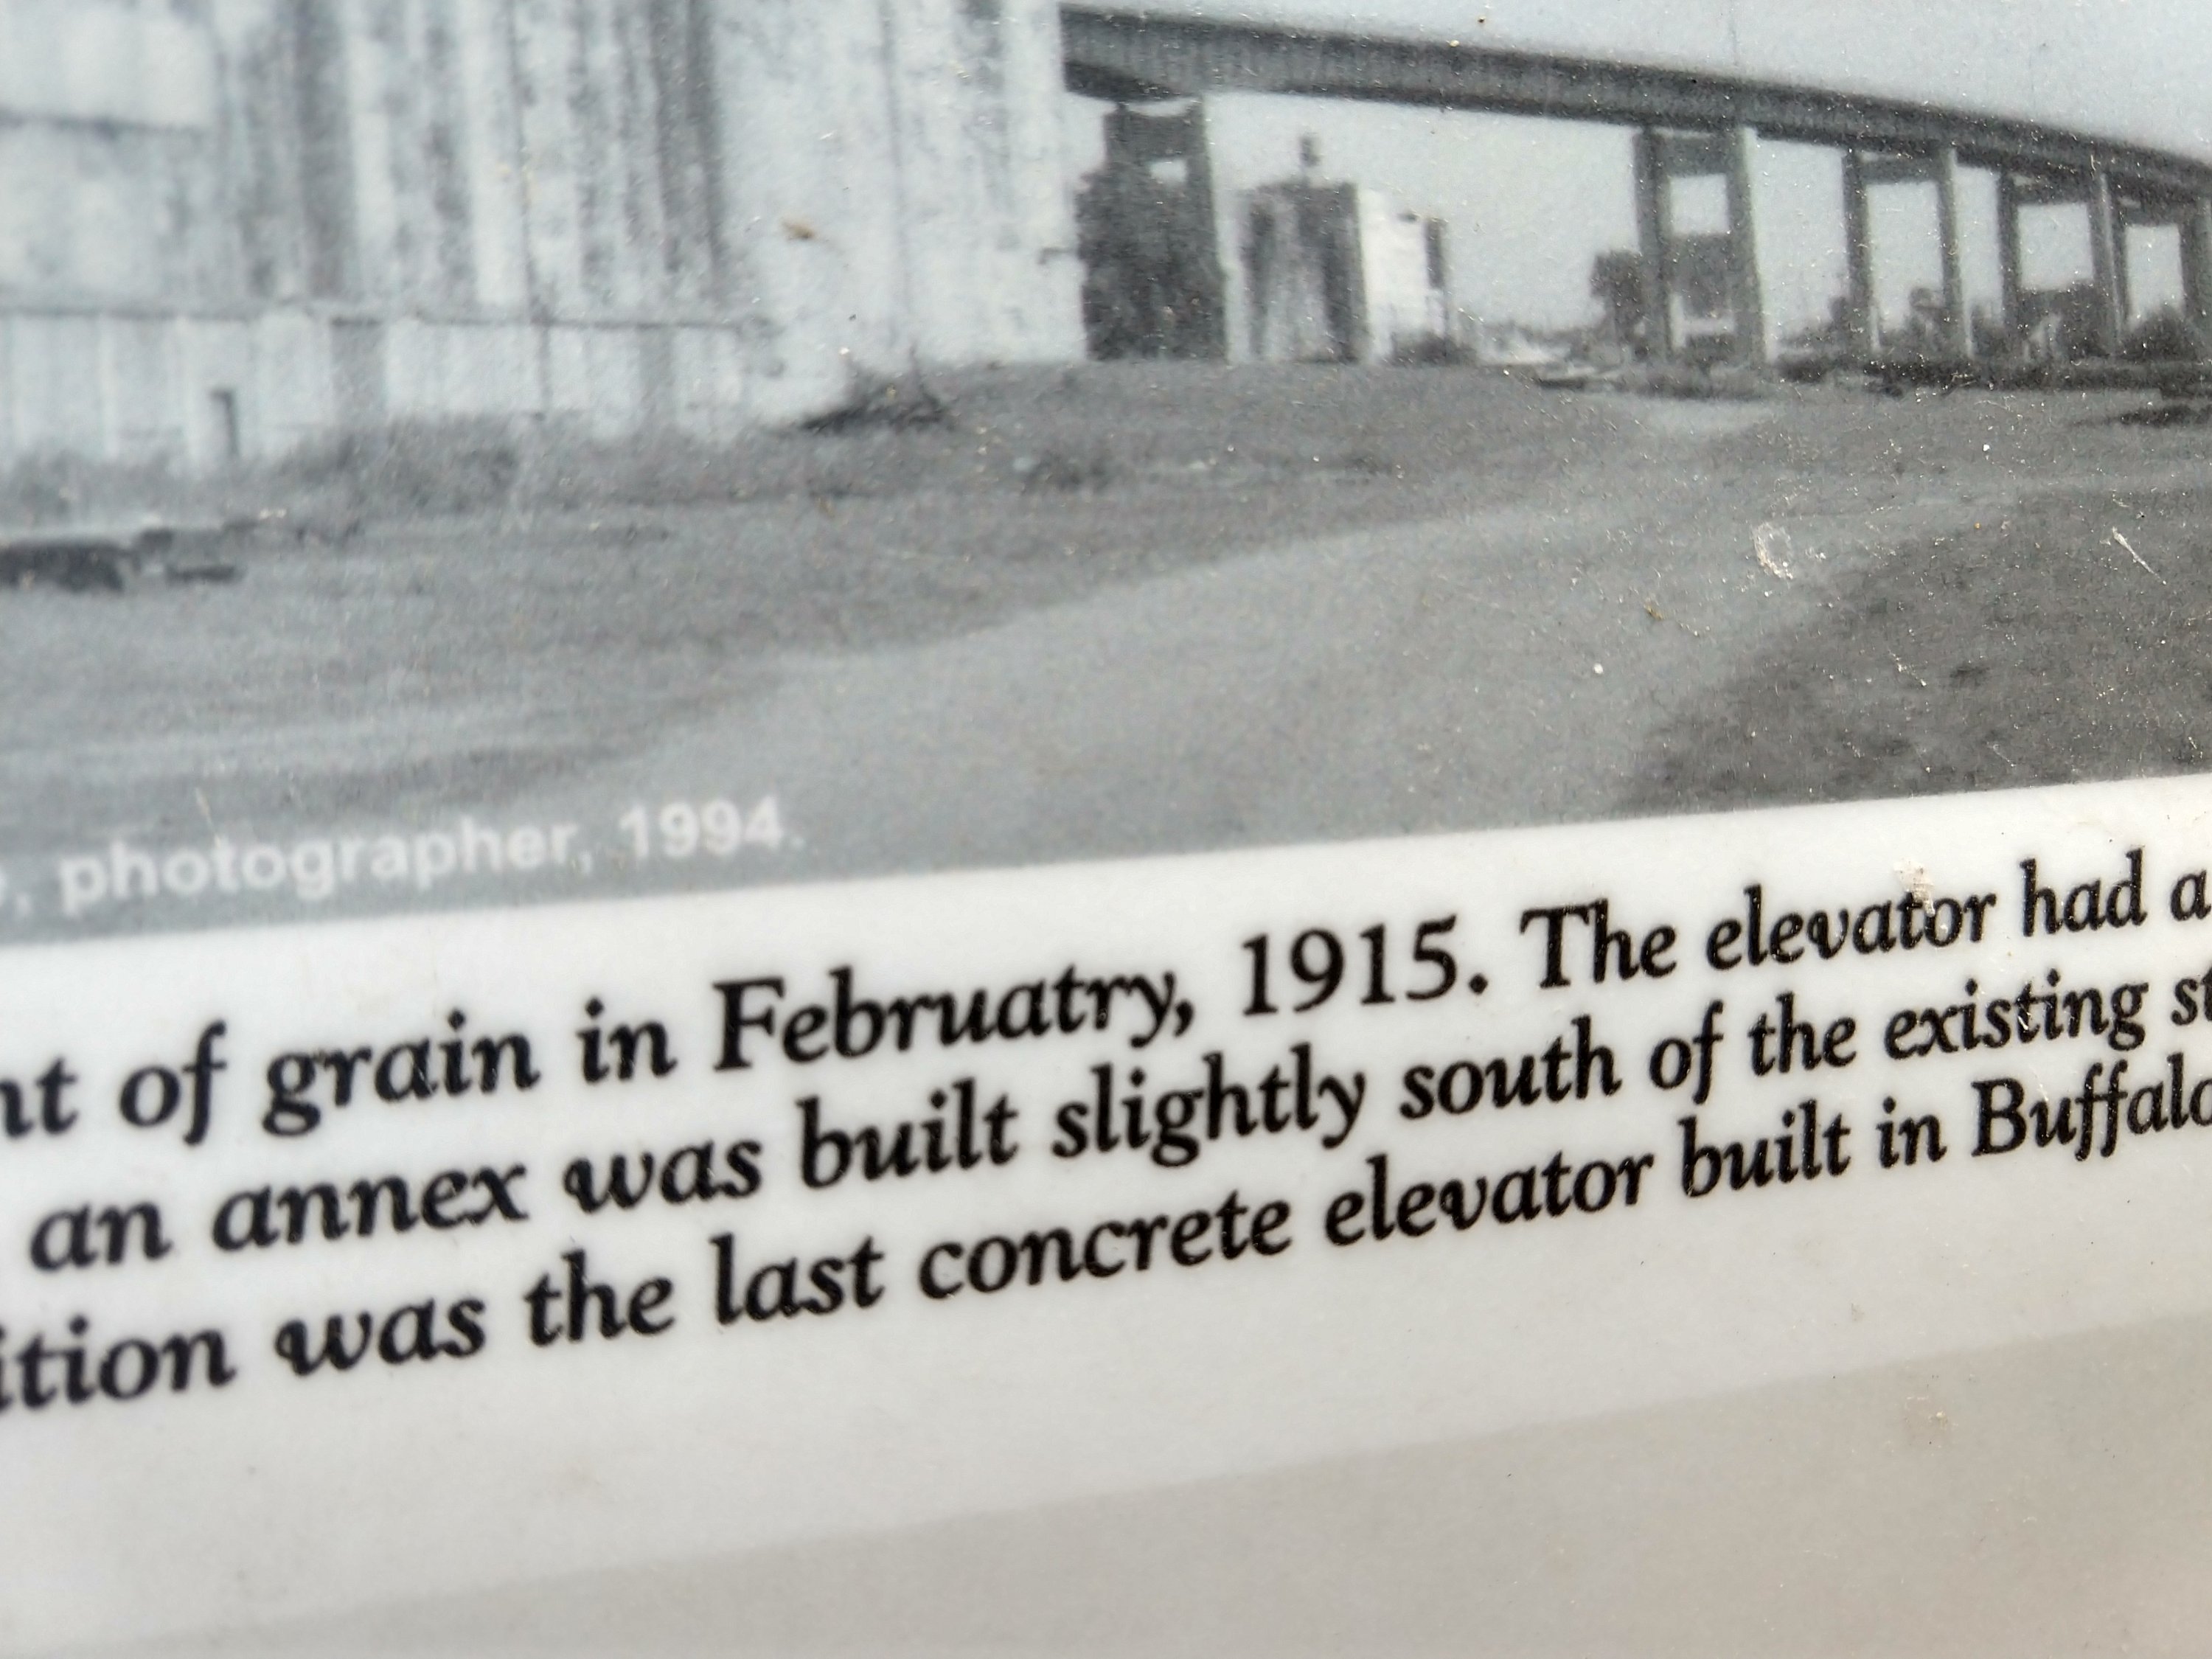 photographer, 1994.
of grain in Februatry, 1915. The elevator had a
an annex was built slightly south of the existing
was the last concrete elevator built in Buffalo